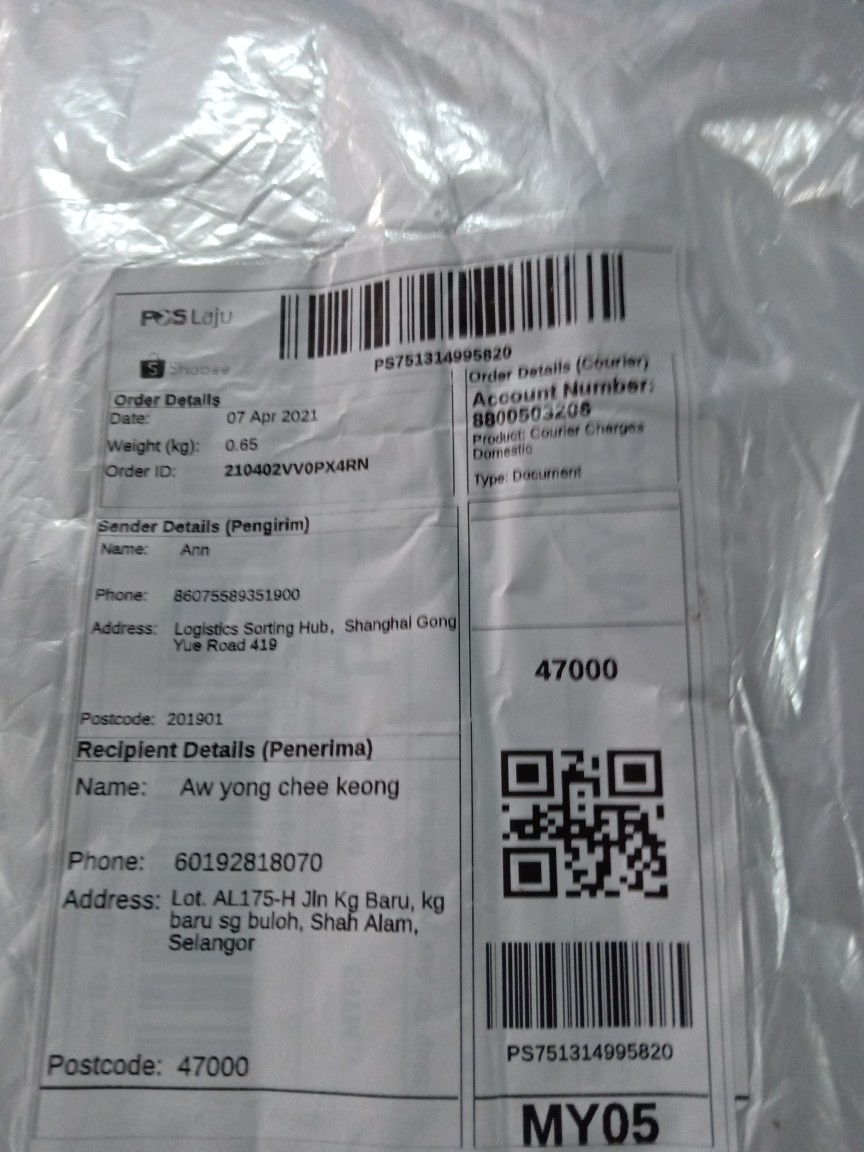 POS Laju
Shopee
PS751314995820
Order Details
Date: 07 Apr 2021
Weight (kg): 0.65
Order ID: 210402VV0PX4RN
Order Details (Courier)
Account Number:
8800503206
Product: Courier Charges
Domestic
Type: Document
Sender Details (Pengirim)
Name: Ann
Phone: 86075589351900
Address: Logistics Sorting Hub, Shanghai Gong
Yue Road 419
Postcode: 201901
Recipient Details (Penerima)
Name: Aw yong chee keong
Phone: 60192818070
Address: Lot. AL175-H Jln Kg Baru, kg
baru sg buloh, Shah Alam,
Selangor
Postcode: 47000
47000
PS751314995820
MY05